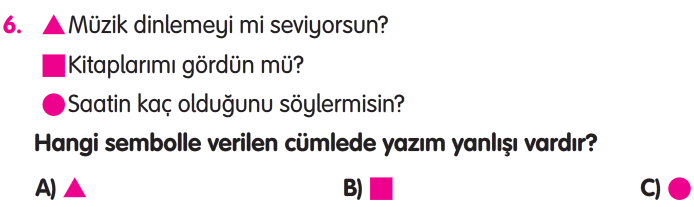 6. ▲Müzik dinlemeyi mi seviyorsun?
■Kitaplarımı gördün mü?
●Saatin kaç olduğunu söylermisin?
Hangi sembolle verilen cümlede yazım yanlışı vardır?
A) ▲ B) ■ C) ●